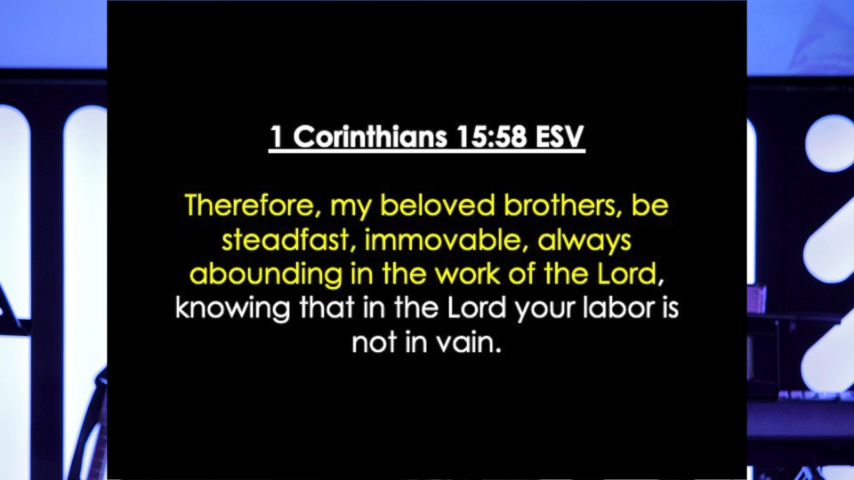 1 Corinthians 15:58 ESV
Therefore, my beloved brothers, be
steadfast, immovable, always
abounding in the work of the Lord,
knowing that in the Lord your labor is
not in vain.